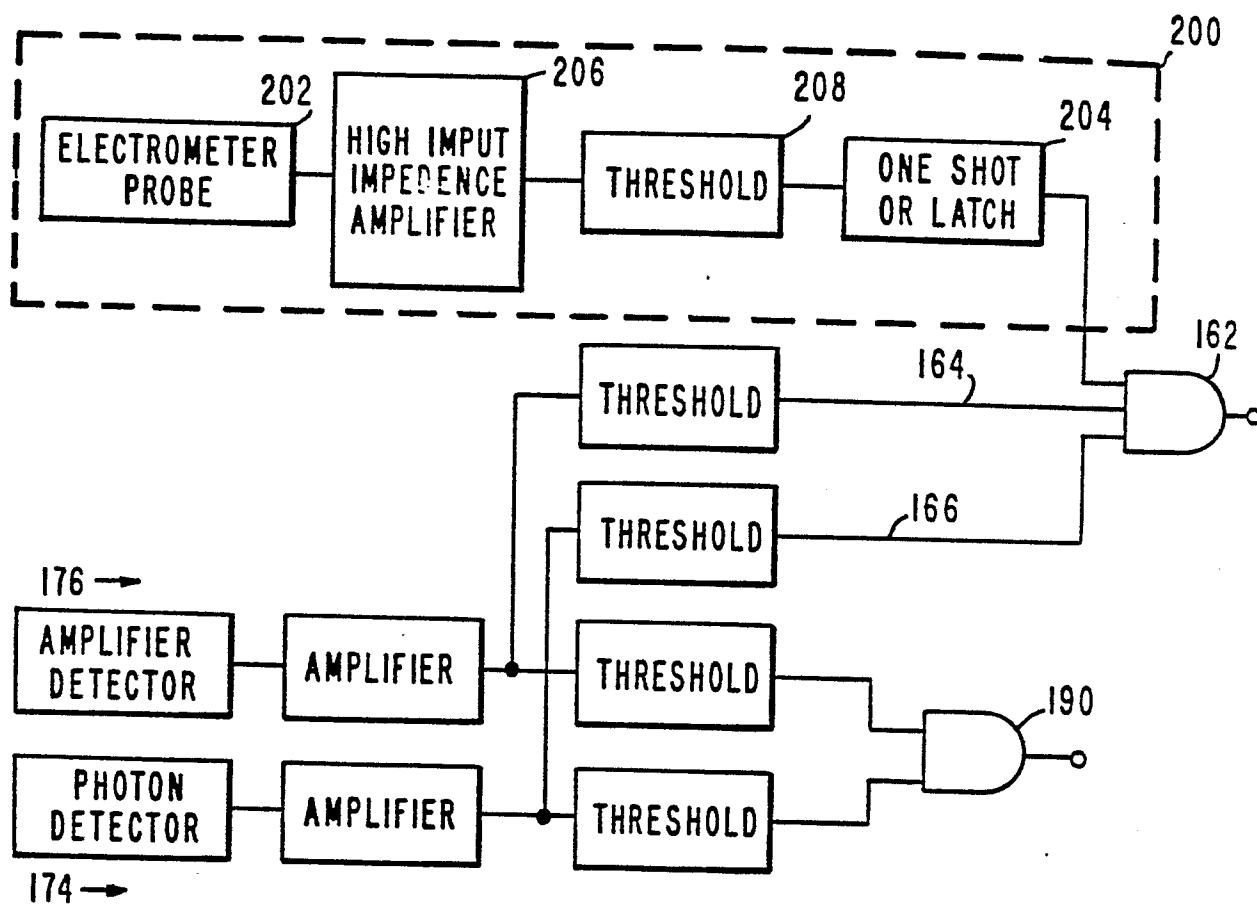 200
202
206
208
204
ELECTROMETER
PROBE
HIGH IMPUT
IMPEDENCE
AMPLIFIER
THRESHOLD
ONE SHOT
OR LATCH
162
THRESHOLD
164
THRESHOLD
166
176
AMPLIFIER
DETECTOR
AMPLIFIER
THRESHOLD
190
PHOTON
DETECTOR
AMPLIFIER
THRESHOLD
174